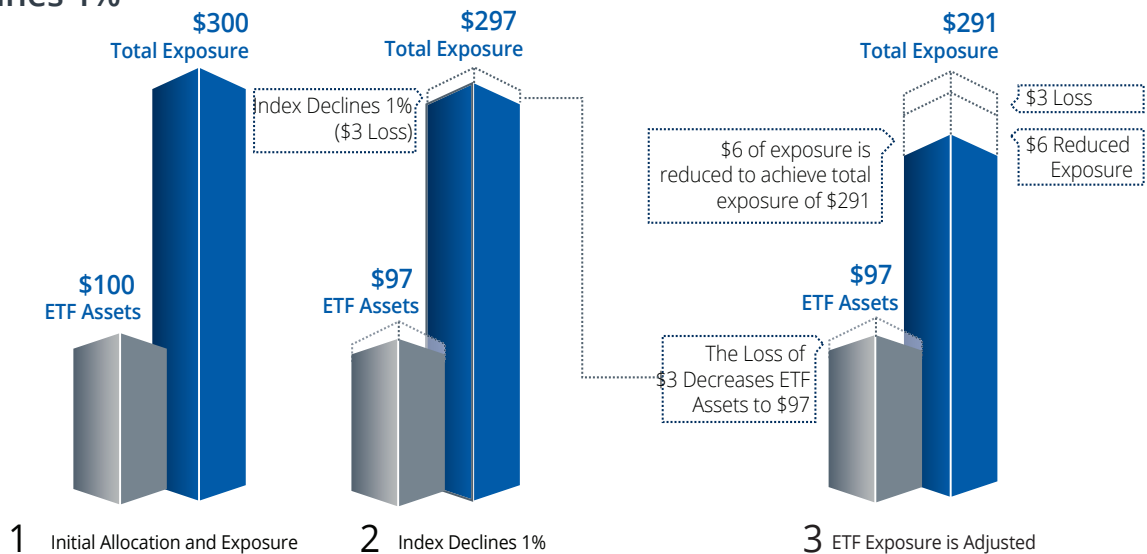 1%
$300
Total Exposure
$297
Total Exposure
$291
Total Exposure
Index Declines 1%
($3 Loss)
$3 Loss
$6 of exposure is
reduced to achieve total
exposure of $291
$6 Reduced
Exposure
$100
ETF Assets
$97
ETF Assets
$97
ETF Assets
The Loss of
$3 Decreases ETF
Assets to $97
1 Initial Allocation and Exposure
2 Index Declines 1%
3 ETF Exposure is Adjusted